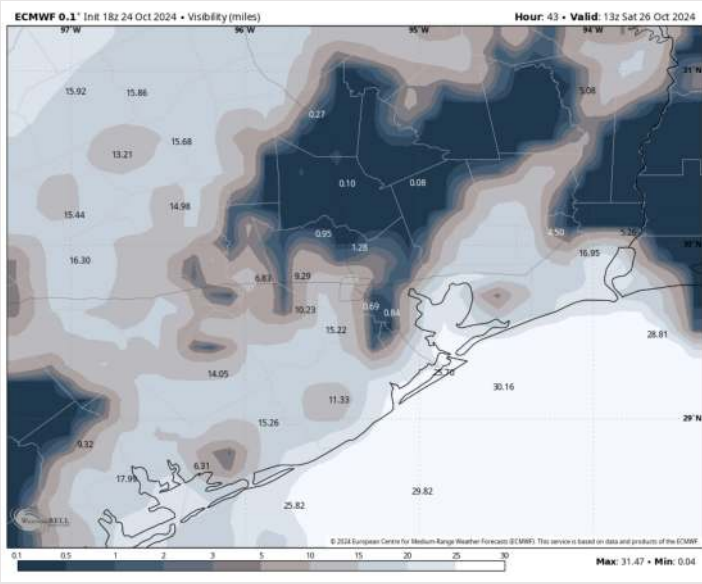 ECMWF 0.1° Init 18z 24 Oct 2024 • Visibility (miles)
Hour: 43 • Valid: 13z Sat 26 Oct 2024
97°W 96°W 95°W 94°W
31°N
15.92 15.86 5.08
0.27
15.68
13.21
0.10 0.08
14.98
15.44
0.95 4.50 5.26
1.28 30°N
16.30 16.95
6.83 9.29
10.23 0.69 0.84
15.22 28.81
14.05 25.70
30.16
11.33
15.26 29°N
9.32
6.31
17.99
29.82
25.82
WeatherBELL
© 2024 European Centre for Medium-Range Weather Forecasts (ECMWF). This service is based on data and products of the ECMWF
0.1 0.5 1 2 3 5 10 15 20 25 30
Max: 31.47 • Min: 0.04